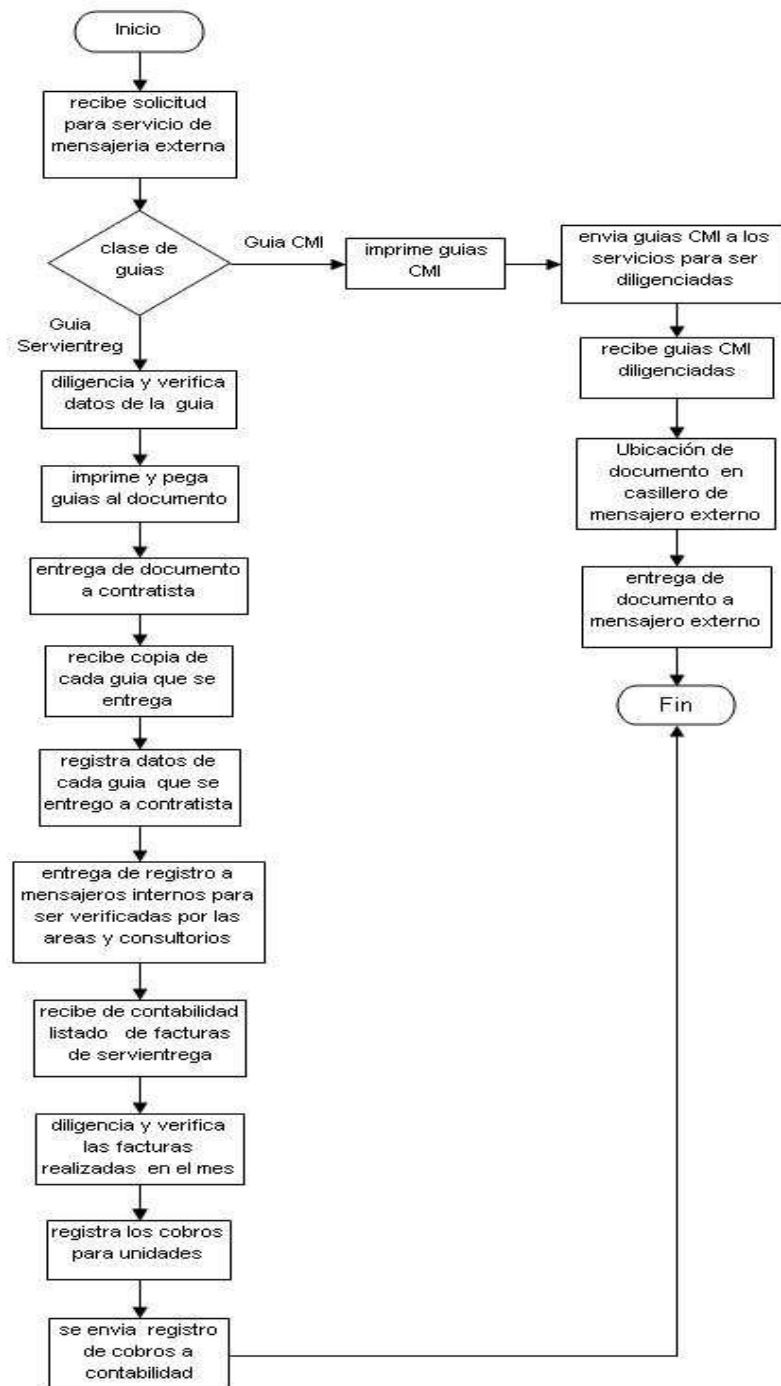 Inicio
recibe solicitud
para servicio de
mensajeria externa
clase de
guias
Guia CMI
imprime guias
CMI
envia guias CMI a los
servicios para ser
diligenciadas
recibe guias CMI
diligenciadas
Ubicación de
documento en
casillero de
mensajero externo
entrega de
documento a
mensajero externo
Fin
Guia
Servientreg
diligencia y verifica
datos de la guia
imprime y pega
guias al documento
entrega de documento
a contratista
recibe copia de
cada guia que se
entrega
registra datos de
cada guia que se
entrego a contratista
entrega de registro a
mensajeros internos para
ser verificadas por las
areas y consultorios
recibe de contabilidad
listado de facturas
de servientrega
diligencia y verifica
las facturas
realizadas en el mes
registra los cobros
para unidades
se envia registro
de cobros a
contabilidad